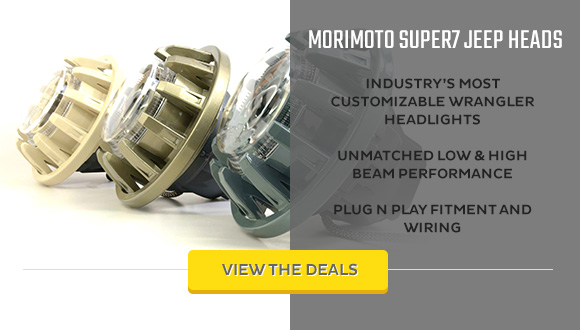 MORIMOTO SUPER7 JEEP HEADS
INDUSTRY'S MOST
CUSTOMIZABLE WRANGLER
HEADLIGHTS
UNMATCHED LOW & HIGH
BEAM PERFORMANCE
PLUG N PLAY FITMENT AND
WIRING
VIEW THE DEALS